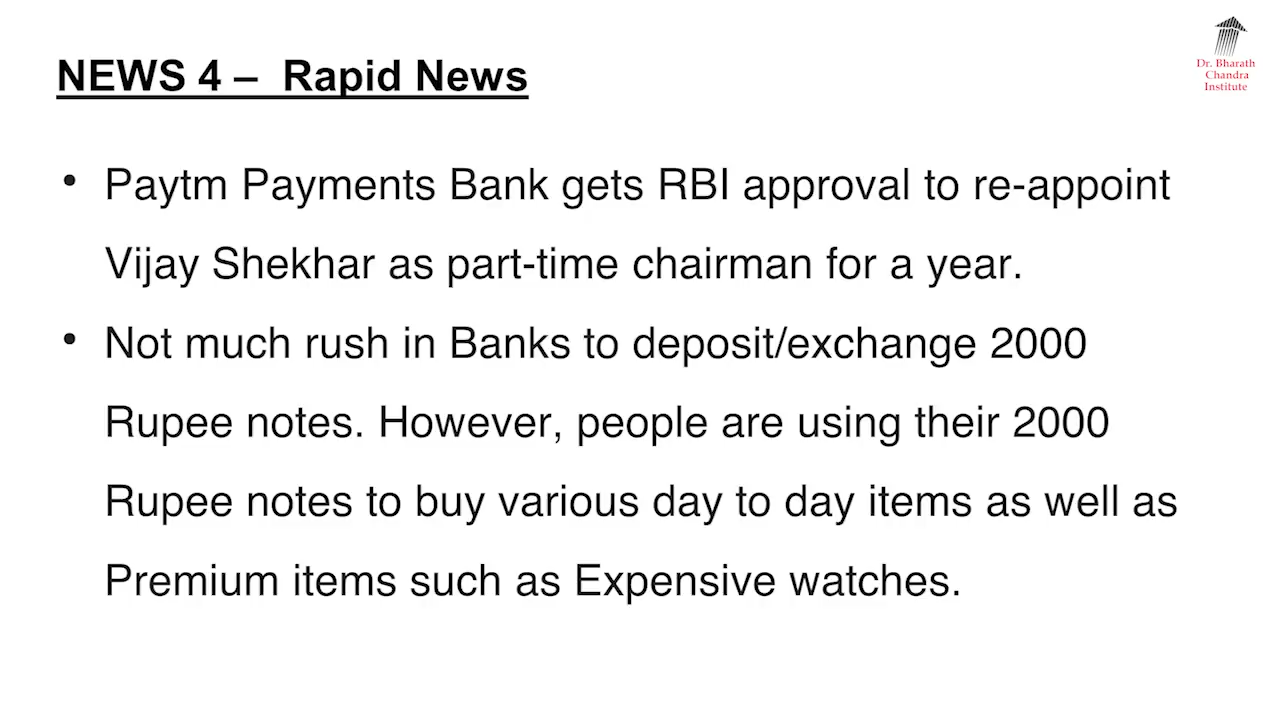 NEWS 4 – Rapid News
Dr. Bharath
Chandra
Institute
• Paytm Payments Bank gets RBI approval to re-appoint
Vijay Shekhar as part-time chairman for a year.
• Not much rush in Banks to deposit/exchange 2000
Rupee notes. However, people are using their 2000
Rupee notes to buy various day to day items as well as
Premium items such as Expensive watches.